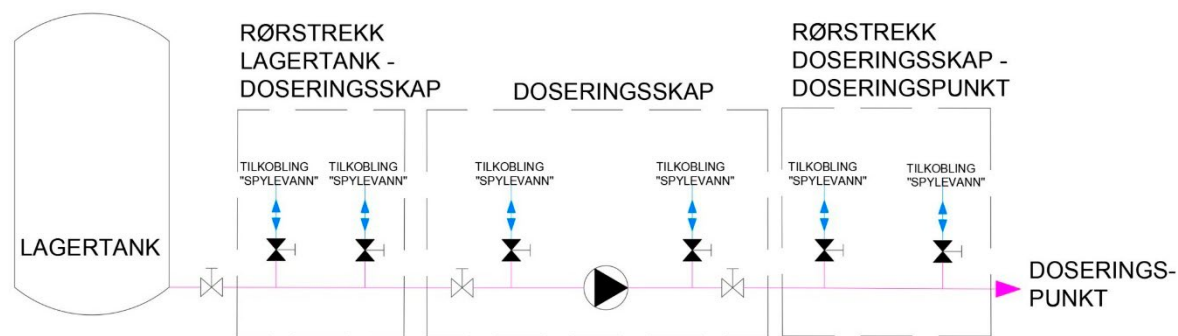 RØRSTREKK
LAGERTANK -
DOSERINGSSKAP
DOSERINGSSKAP
RØRSTREKK
DOSERINGSSKAP -
DOSERINGSPUNKT
TILKOBLING
"SPYLEVANN"
TILKOBLING
"SPYLEVANN"
TILKOBLING
"SPYLEVANN"
TILKOBLING
"SPYLEVANN"
TILKOBLING
"SPYLEVANN"
TILKOBLING
"SPYLEVANN"
LAGERTANK
DOSERINGS-
PUNKT